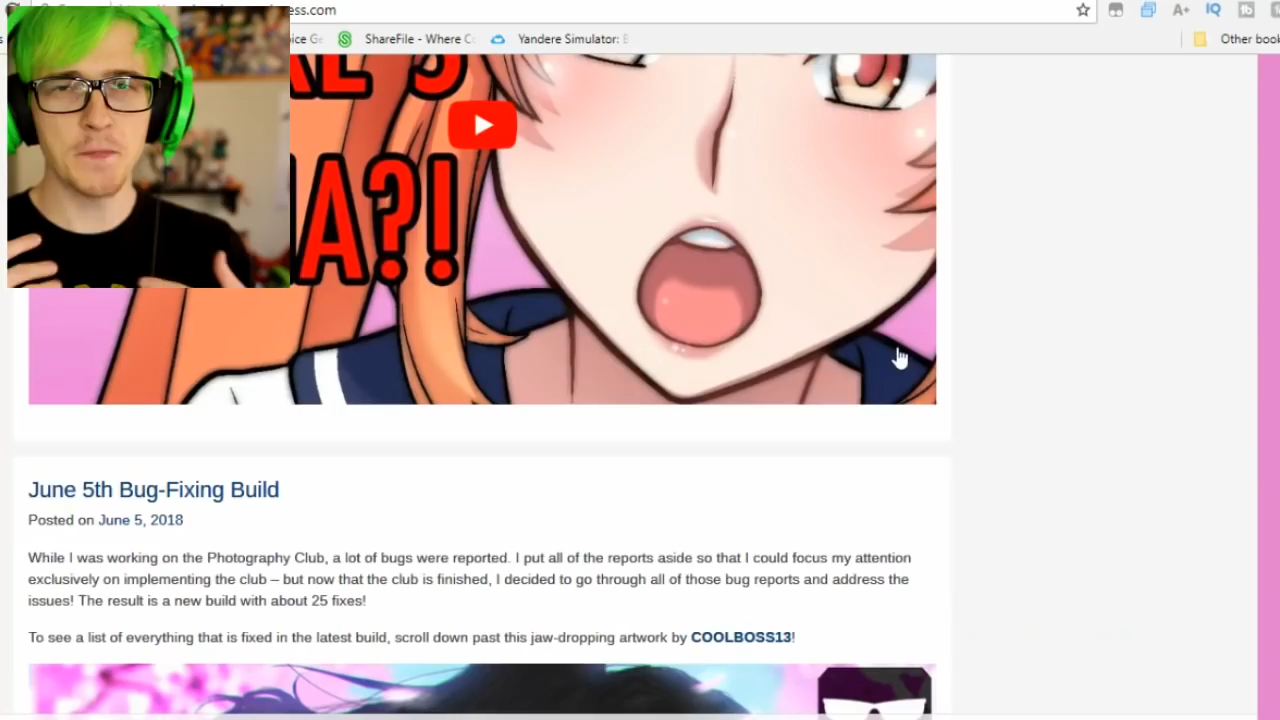 ess.com
ice Ge
ShareFile - Where Co
Yandere Simulator:
Other book
A?!
June 5th Bug-Fixing Build
Posted on June 5, 2018
While I was working on the Photography Club, a lot of bugs were reported. I put all of the reports aside so that I could focus my attention
exclusively on implementing the club – but now that the club is finished, I decided to go through all of those bug reports and address the
issues! The result is a new build with about 25 fixes!
To see a list of everything that is fixed in the latest build, scroll down past this jaw-dropping artwork by COOLBOSS13!